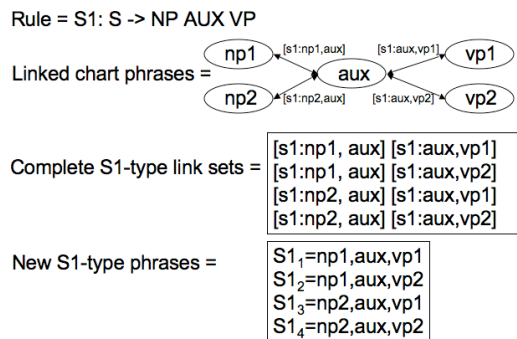 Rule = S1: S -> NP AUX VP
np1 [s1:np1,aux] [s1:aux,vp1] vp1
Linked chart phrases = aux
np2 [s1:np2,aux] [s1:aux,vp2] vp2
Complete S1-type link sets = [s1:np1, aux] [s1:aux,vp1]
[s1:np1, aux] [s1:aux,vp2]
[s1:np2, aux] [s1:aux,vp1]
[s1:np2, aux] [s1:aux,vp2]
New S1-type phrases = S1₁=np1,aux,vp1
S1₂=np1,aux,vp2
S1₃=np2,aux,vp1
S1₄=np2,aux,vp2